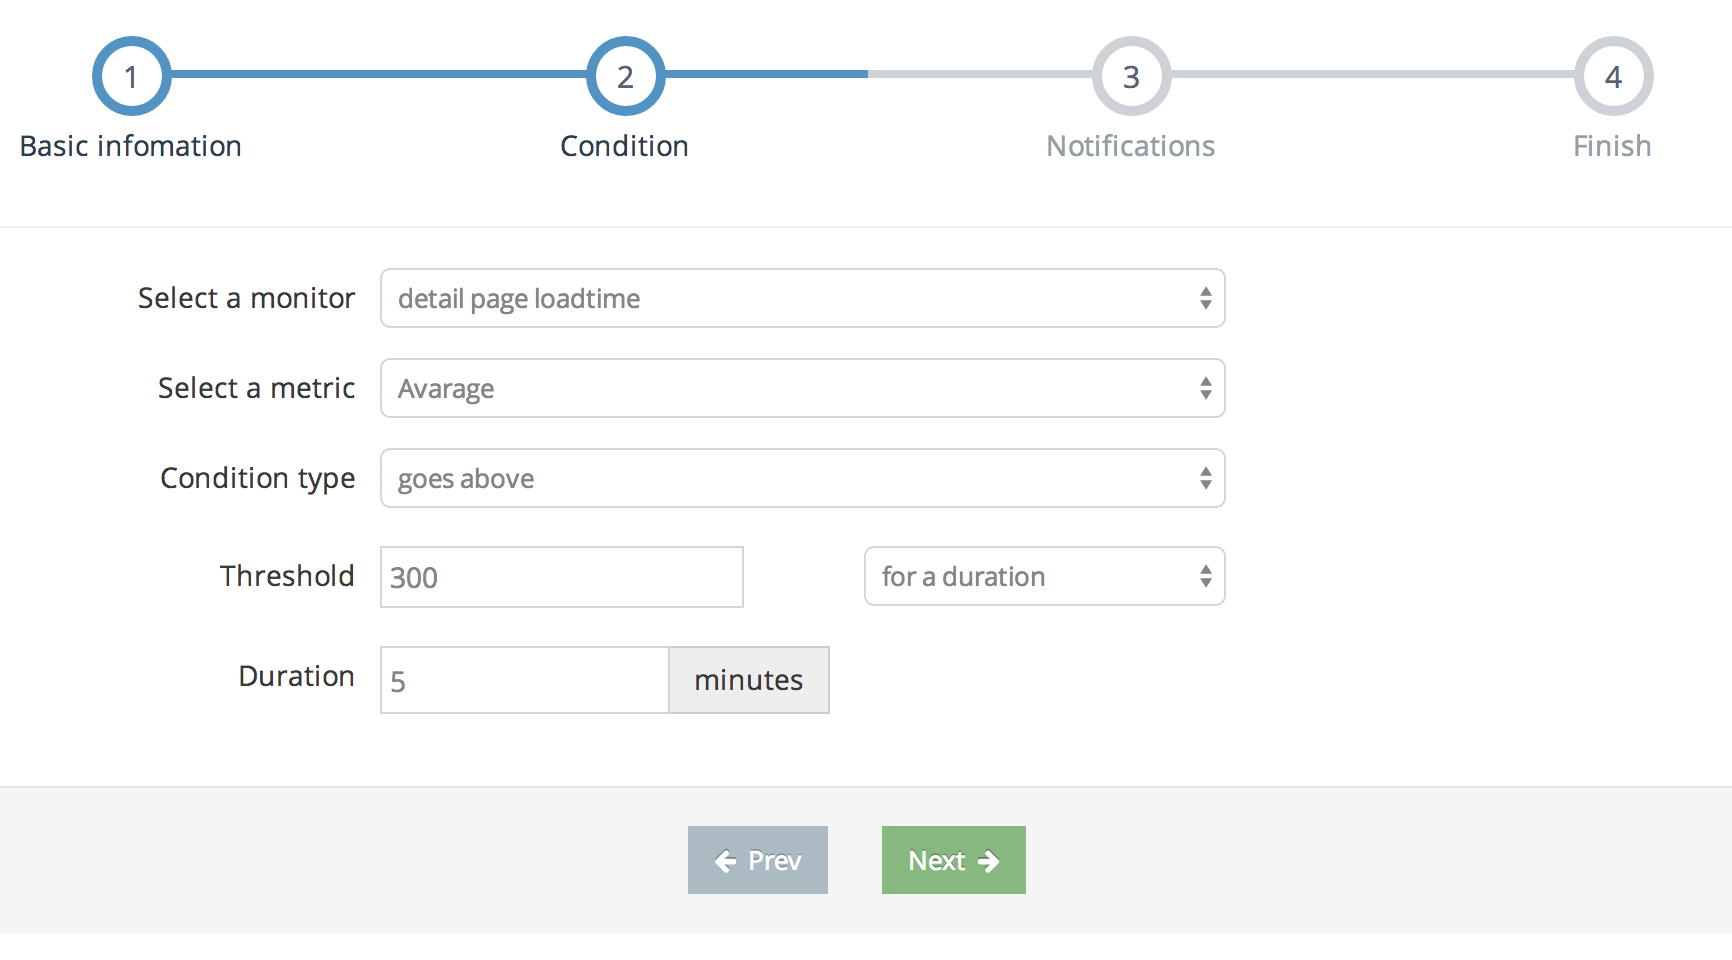 1 2 3 4
Basic infomation Condition Notifications Finish
Select a monitor detail page loadtime
Select a metric Avarage
Condition type goes above
Threshold 300 for a duration
Duration 5 minutes
Prev Next